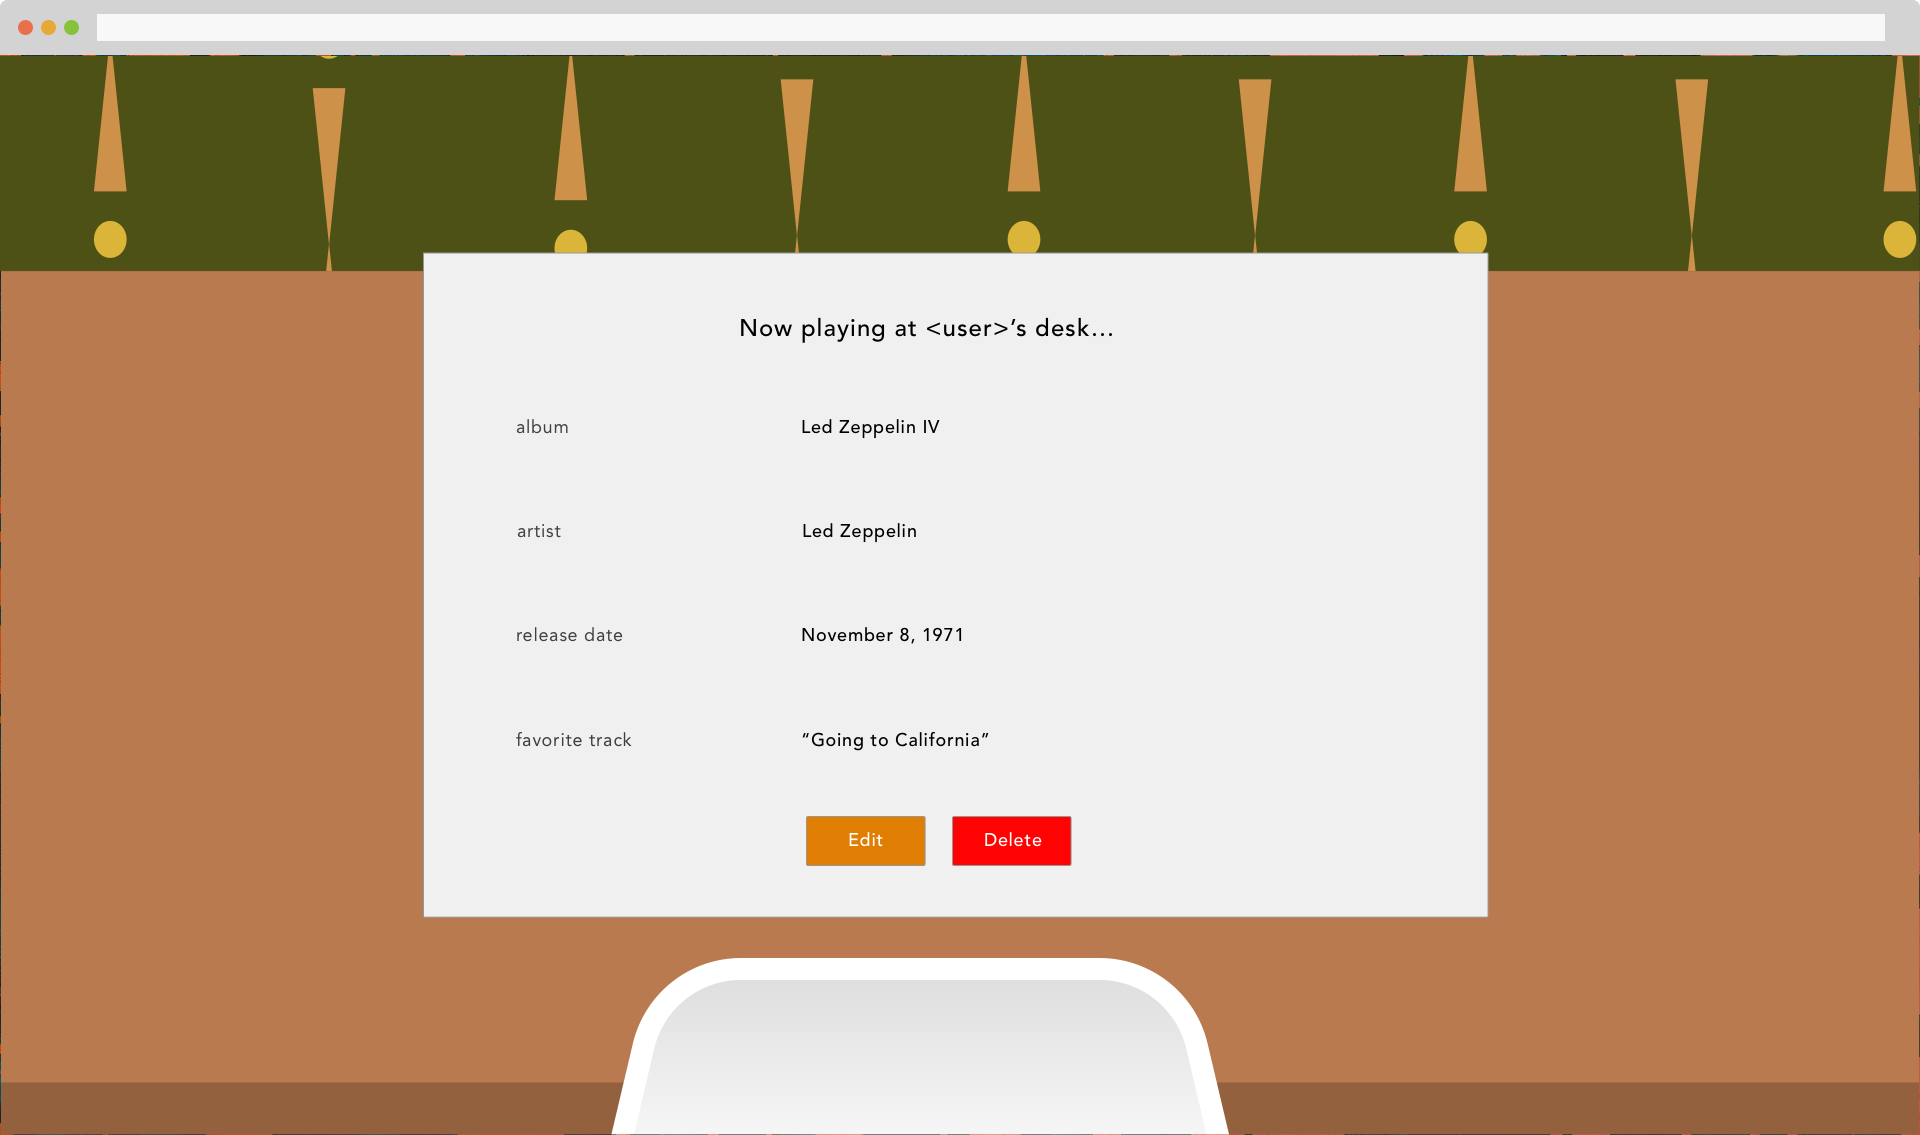 Now playing at <user>’s desk...
album
Led Zeppelin IV
artist
Led Zeppelin
release date
November 8, 1971
favorite track
“Going to California”
Edit
Delete